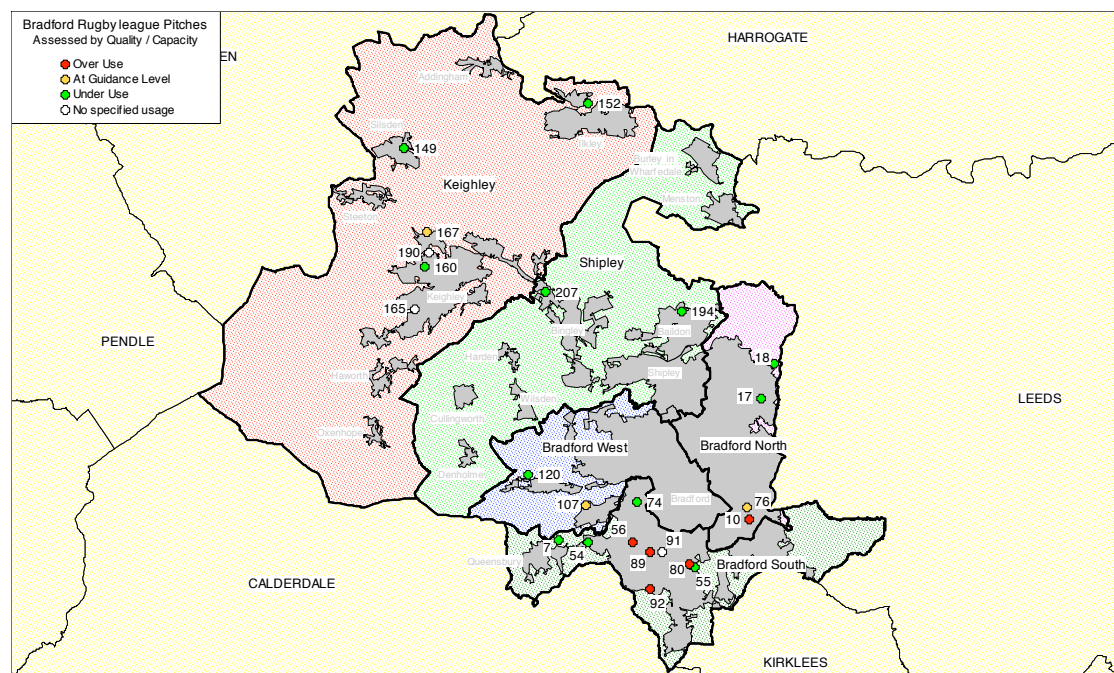 Bradford Rugby league Pitches
Assessed by Quality / Capacity
Over Use
At Guidance Level
Under Use
No specified usage
EN
HARROGATE
Addingham
152
Silsden
149
Ilkley
Burley in
Wharfedale
Keighley
Menston
Steeton
167
190
160
Shipley
Keighley
207
165
194
Bingley
Baildon
PENDLE
Harden
18
Haworth
Shipley
17
LEEDS
Wilsden
Cullingworth
Oxenhope
Bradford West
Bradford North
Denholme
120
107
74
Bradford
76
10
56
91
7
54
Queensbury
89
80
Bradford South
55
CALDERDALE
92
KIRKLEES